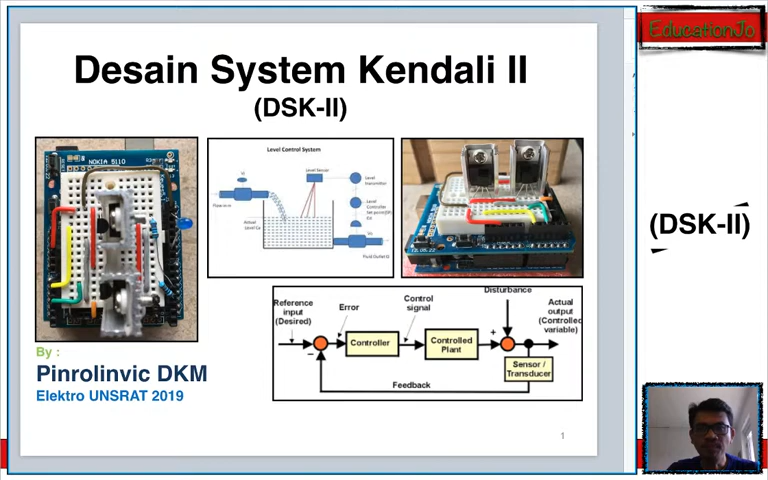 EducationJo
Desain System Kendali II
(DSK-II)
NOKIA 5110
Level Control System
Level Sensor
Level
transmitter
Level
Controller
Flow in
Actual
Fluid Outlet
(DSK-II)
Disturbance
Reference
input
(Desired)
Error
Control
signal
Actual
output
(Controlled
variable)
Controller
Controlled
Plant
+
−
Sensor /
Transducer
Feedback
By :
Pinrolinvic DKM
Elektro UNSRAT 2019
1